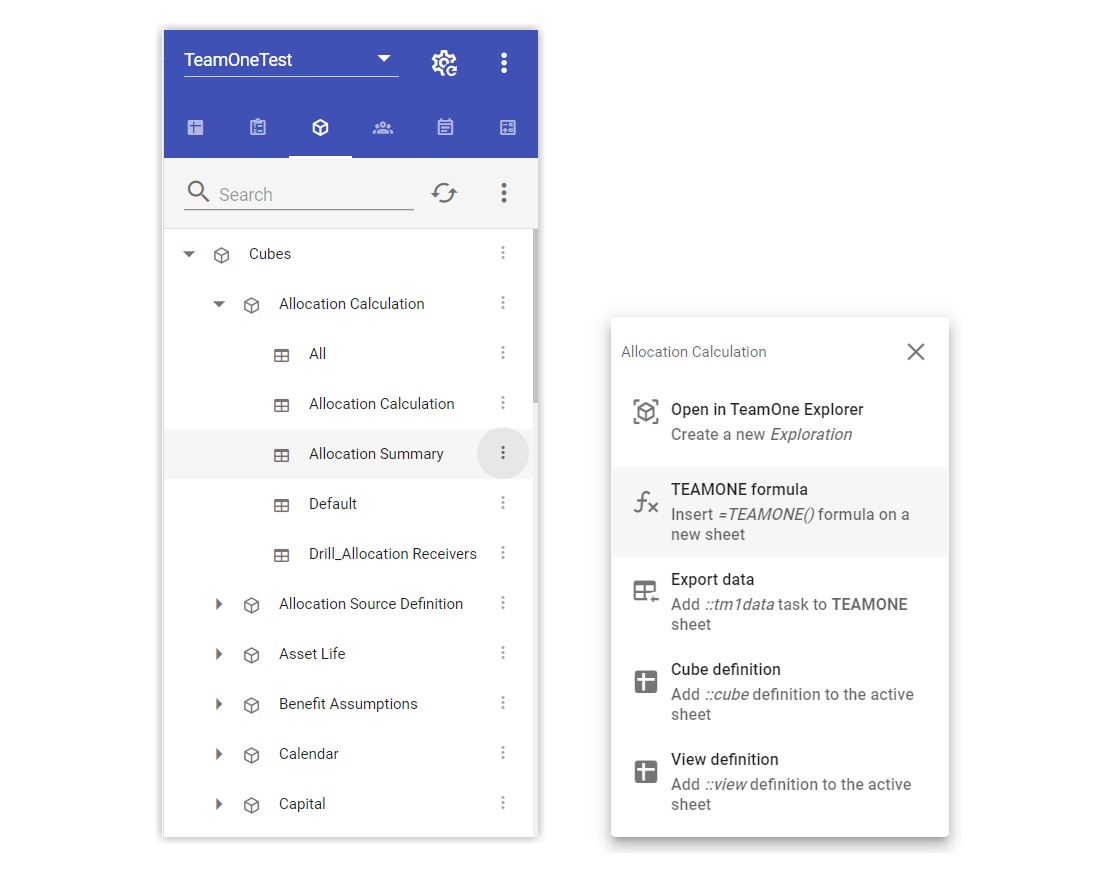 TeamOneTest
Search
Cubes
Allocation Calculation
All
Allocation Calculation
Allocation Summary
Default
Drill_Allocation Receivers
Allocation Source Definition
Asset Life
Benefit Assumptions
Calendar
Capital
Allocation Calculation
Open in TeamOne Explorer
Create a new Exploration
TEAMONE formula
Insert =TEAMONE() formula on a
new sheet
Export data
Add ::tm1data task to TEAMONE
sheet
Cube definition
Add ::cube definition to the active
sheet
View definition
Add ::view definition to the active
sheet